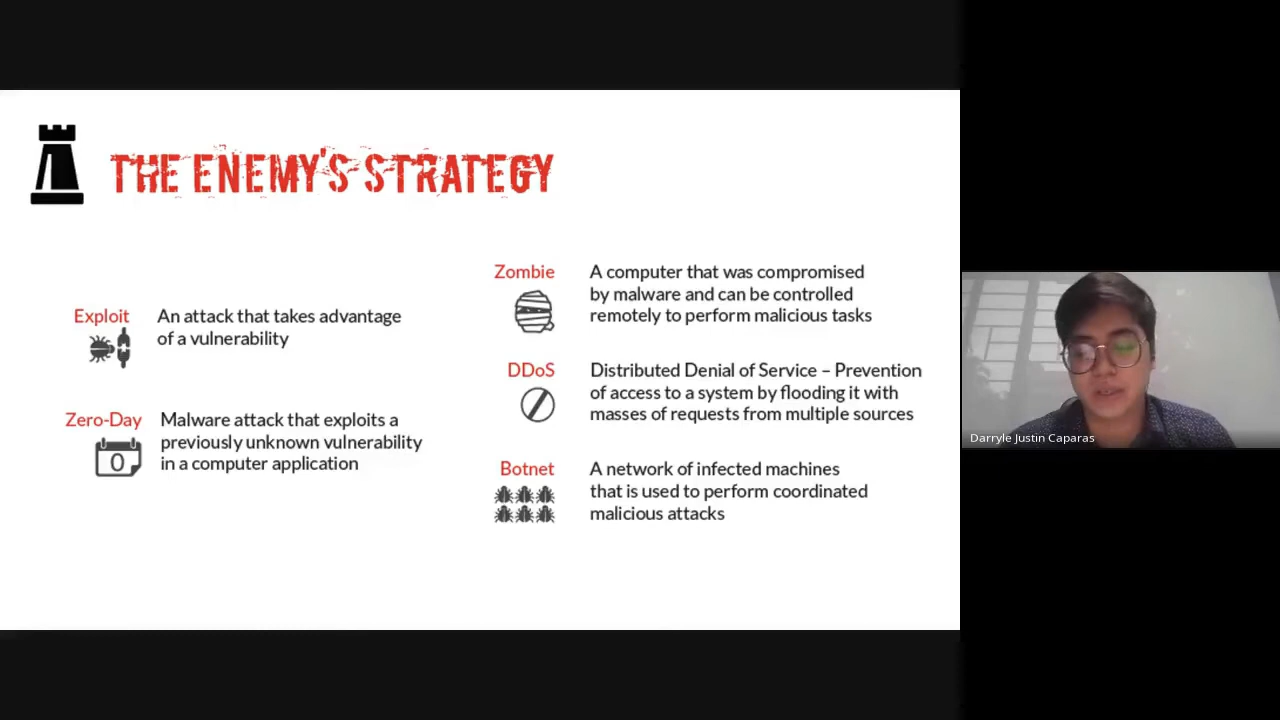 THE ENEMY'S STRATEGY
Exploit
An attack that takes advantage
of a vulnerability
Zero-Day
Malware attack that exploits a
previously unknown vulnerability
in a computer application
0
Zombie
A computer that was compromised
by malware and can be controlled
remotely to perform malicious tasks
DDoS
Distributed Denial of Service – Prevention
of access to a system by flooding it with
masses of requests from multiple sources
Botnet
A network of infected machines
that is used to perform coordinated
malicious attacks
Darryle Justin Caparas